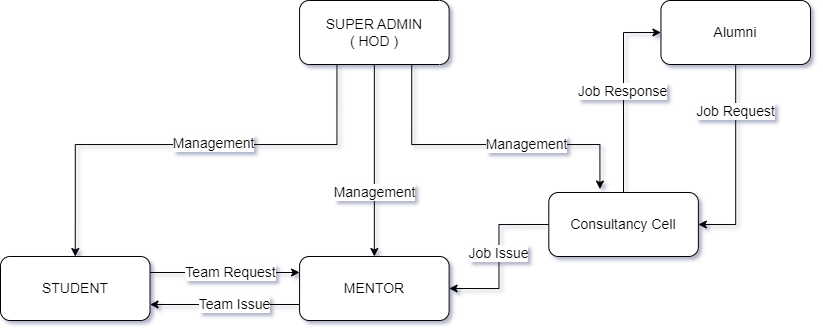 SUPER ADMIN
( HOD )
Alumni
Job Response
Job Request
Management
Management
Management
Consultancy Cell
Job Issue
STUDENT
Team Request
Team Issue
MENTOR